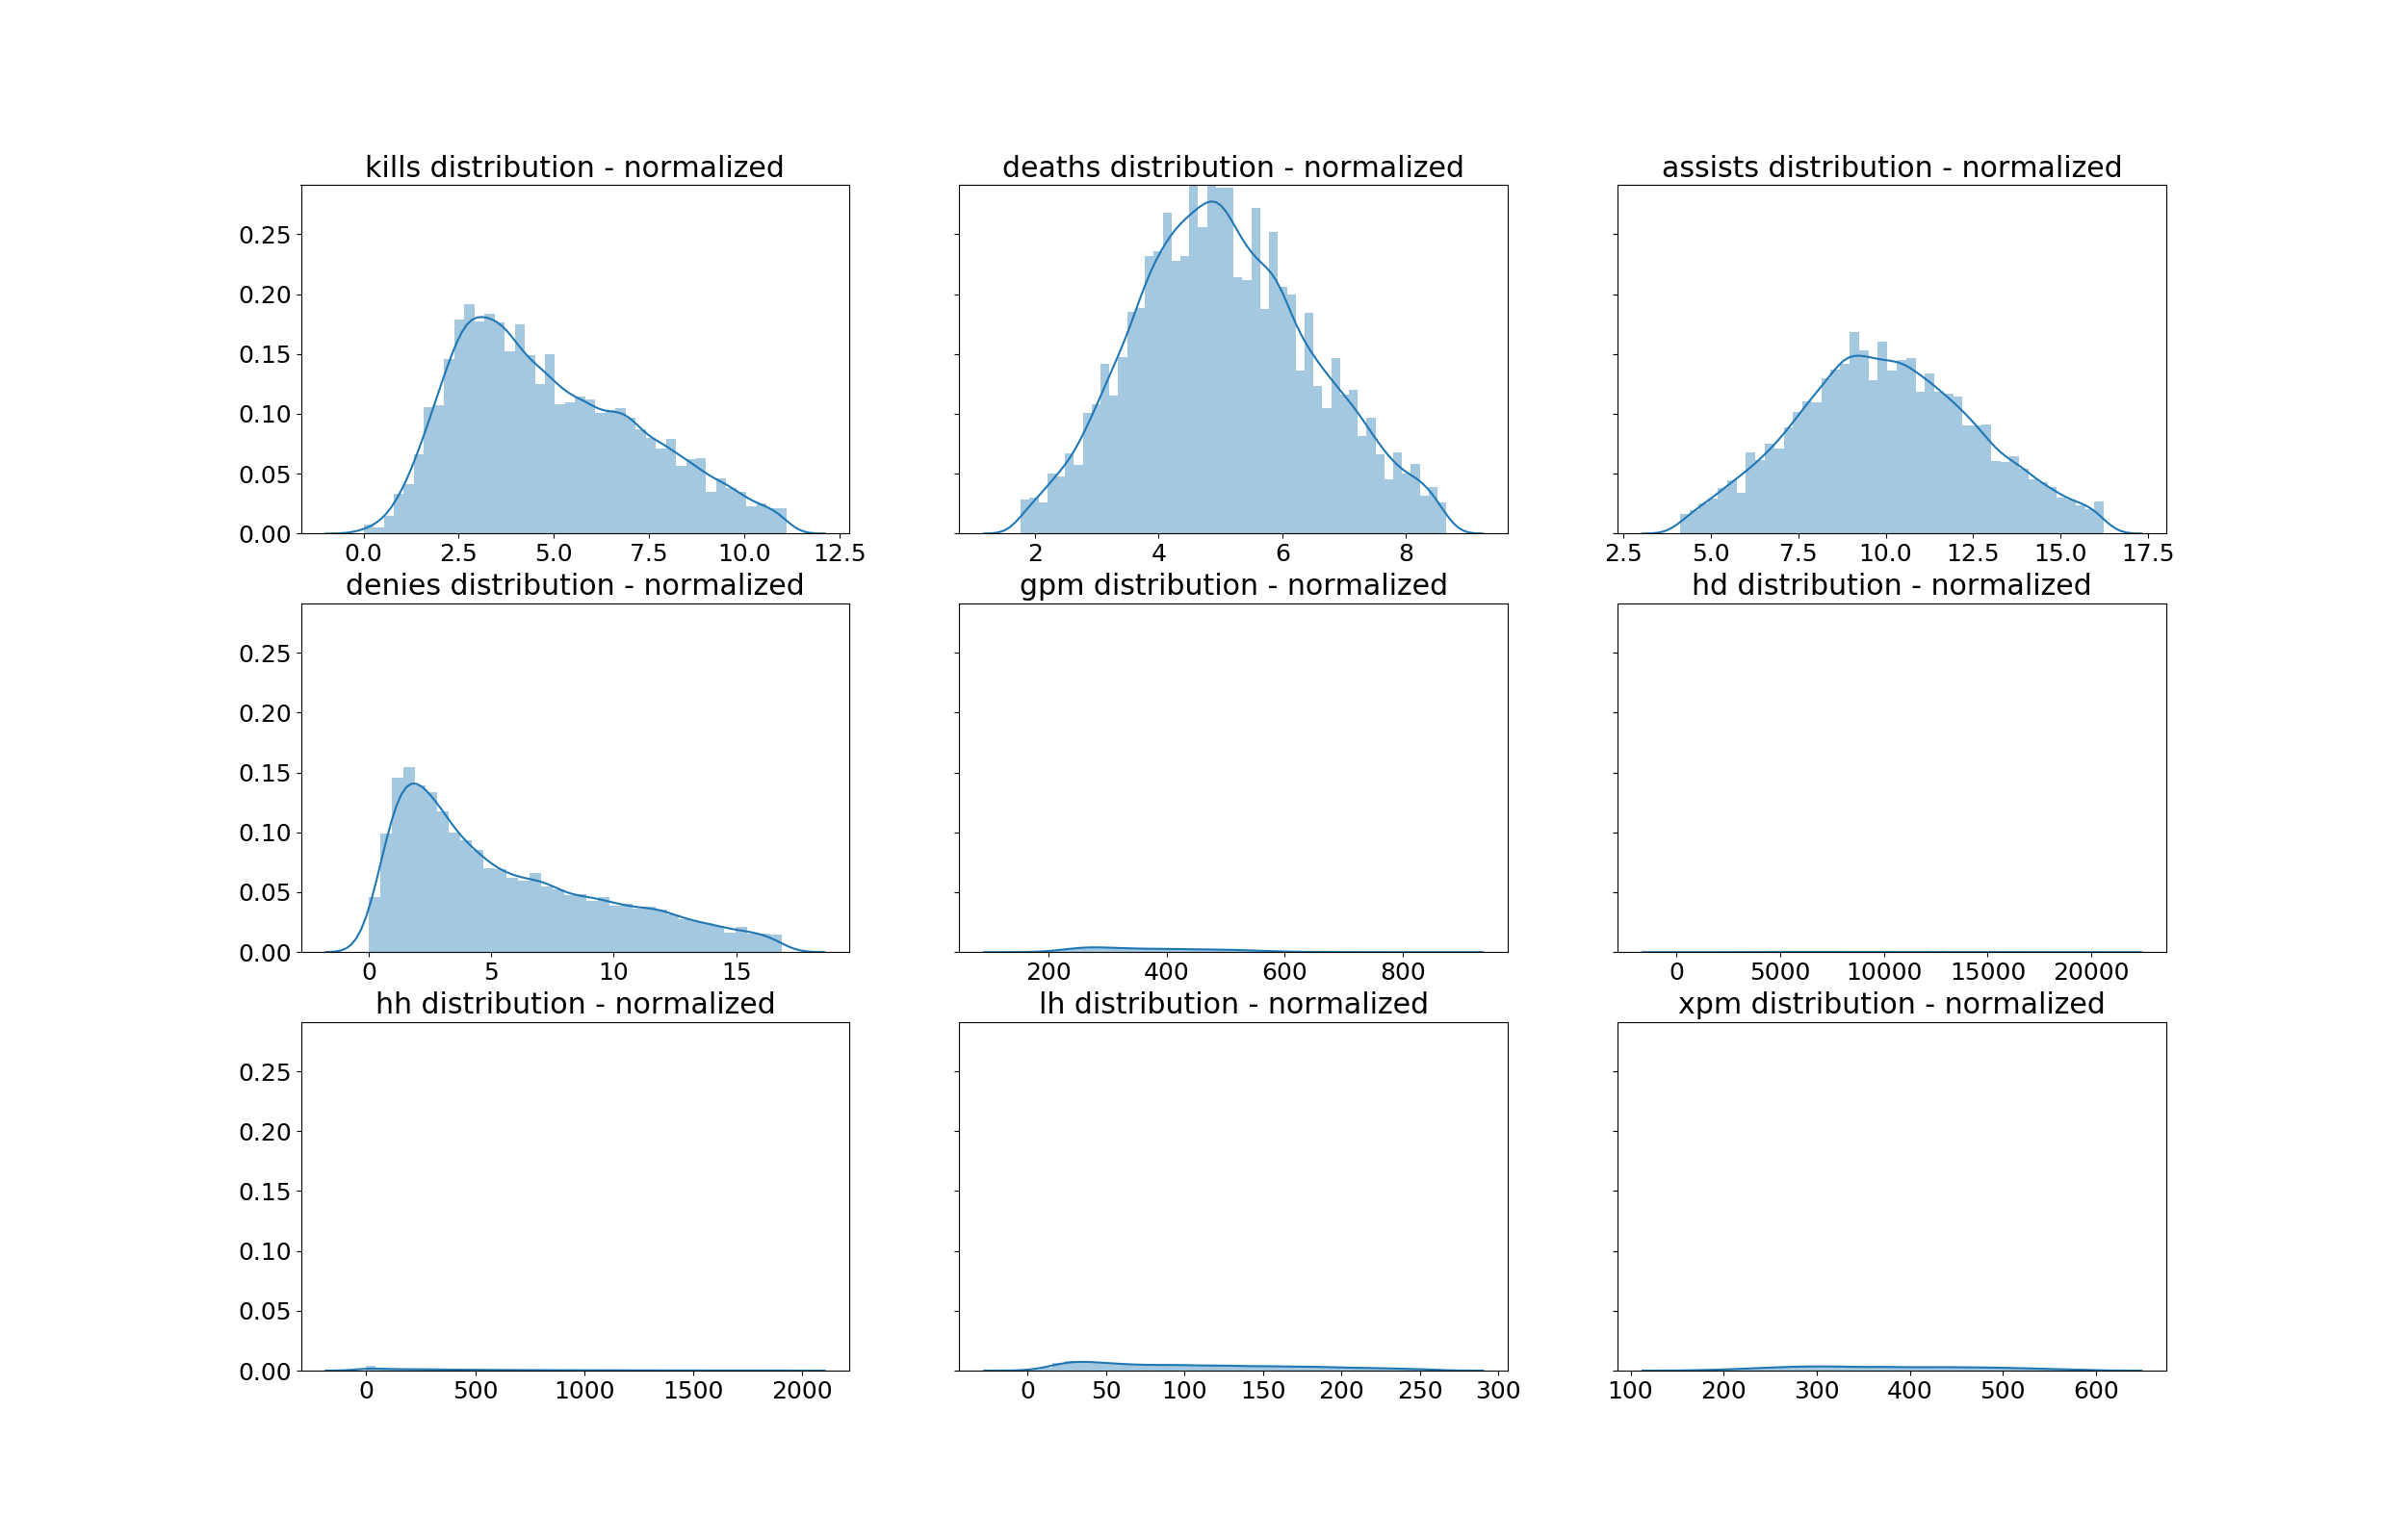 kills distribution - normalized
deaths distribution - normalized
assists distribution - normalized
0.25
0.20
0.15
0.10
0.05
0.00
0.0 2.5 5.0 7.5 10.0 12.5
2 4 6 8
2.5 5.0 7.5 10.0 12.5 15.0 17.5
denies distribution - normalized
gpm distribution - normalized
hd distribution - normalized
0.25
0.20
0.15
0.10
0.05
0.00
0 5 10 15
200 400 600 800
0 5000 10000 15000 20000
hh distribution - normalized
lh distribution - normalized
xpm distribution - normalized
0.25
0.20
0.15
0.10
0.05
0.00
0 500 1000 1500 2000
0 50 100 150 200 250 300
100 200 300 400 500 600